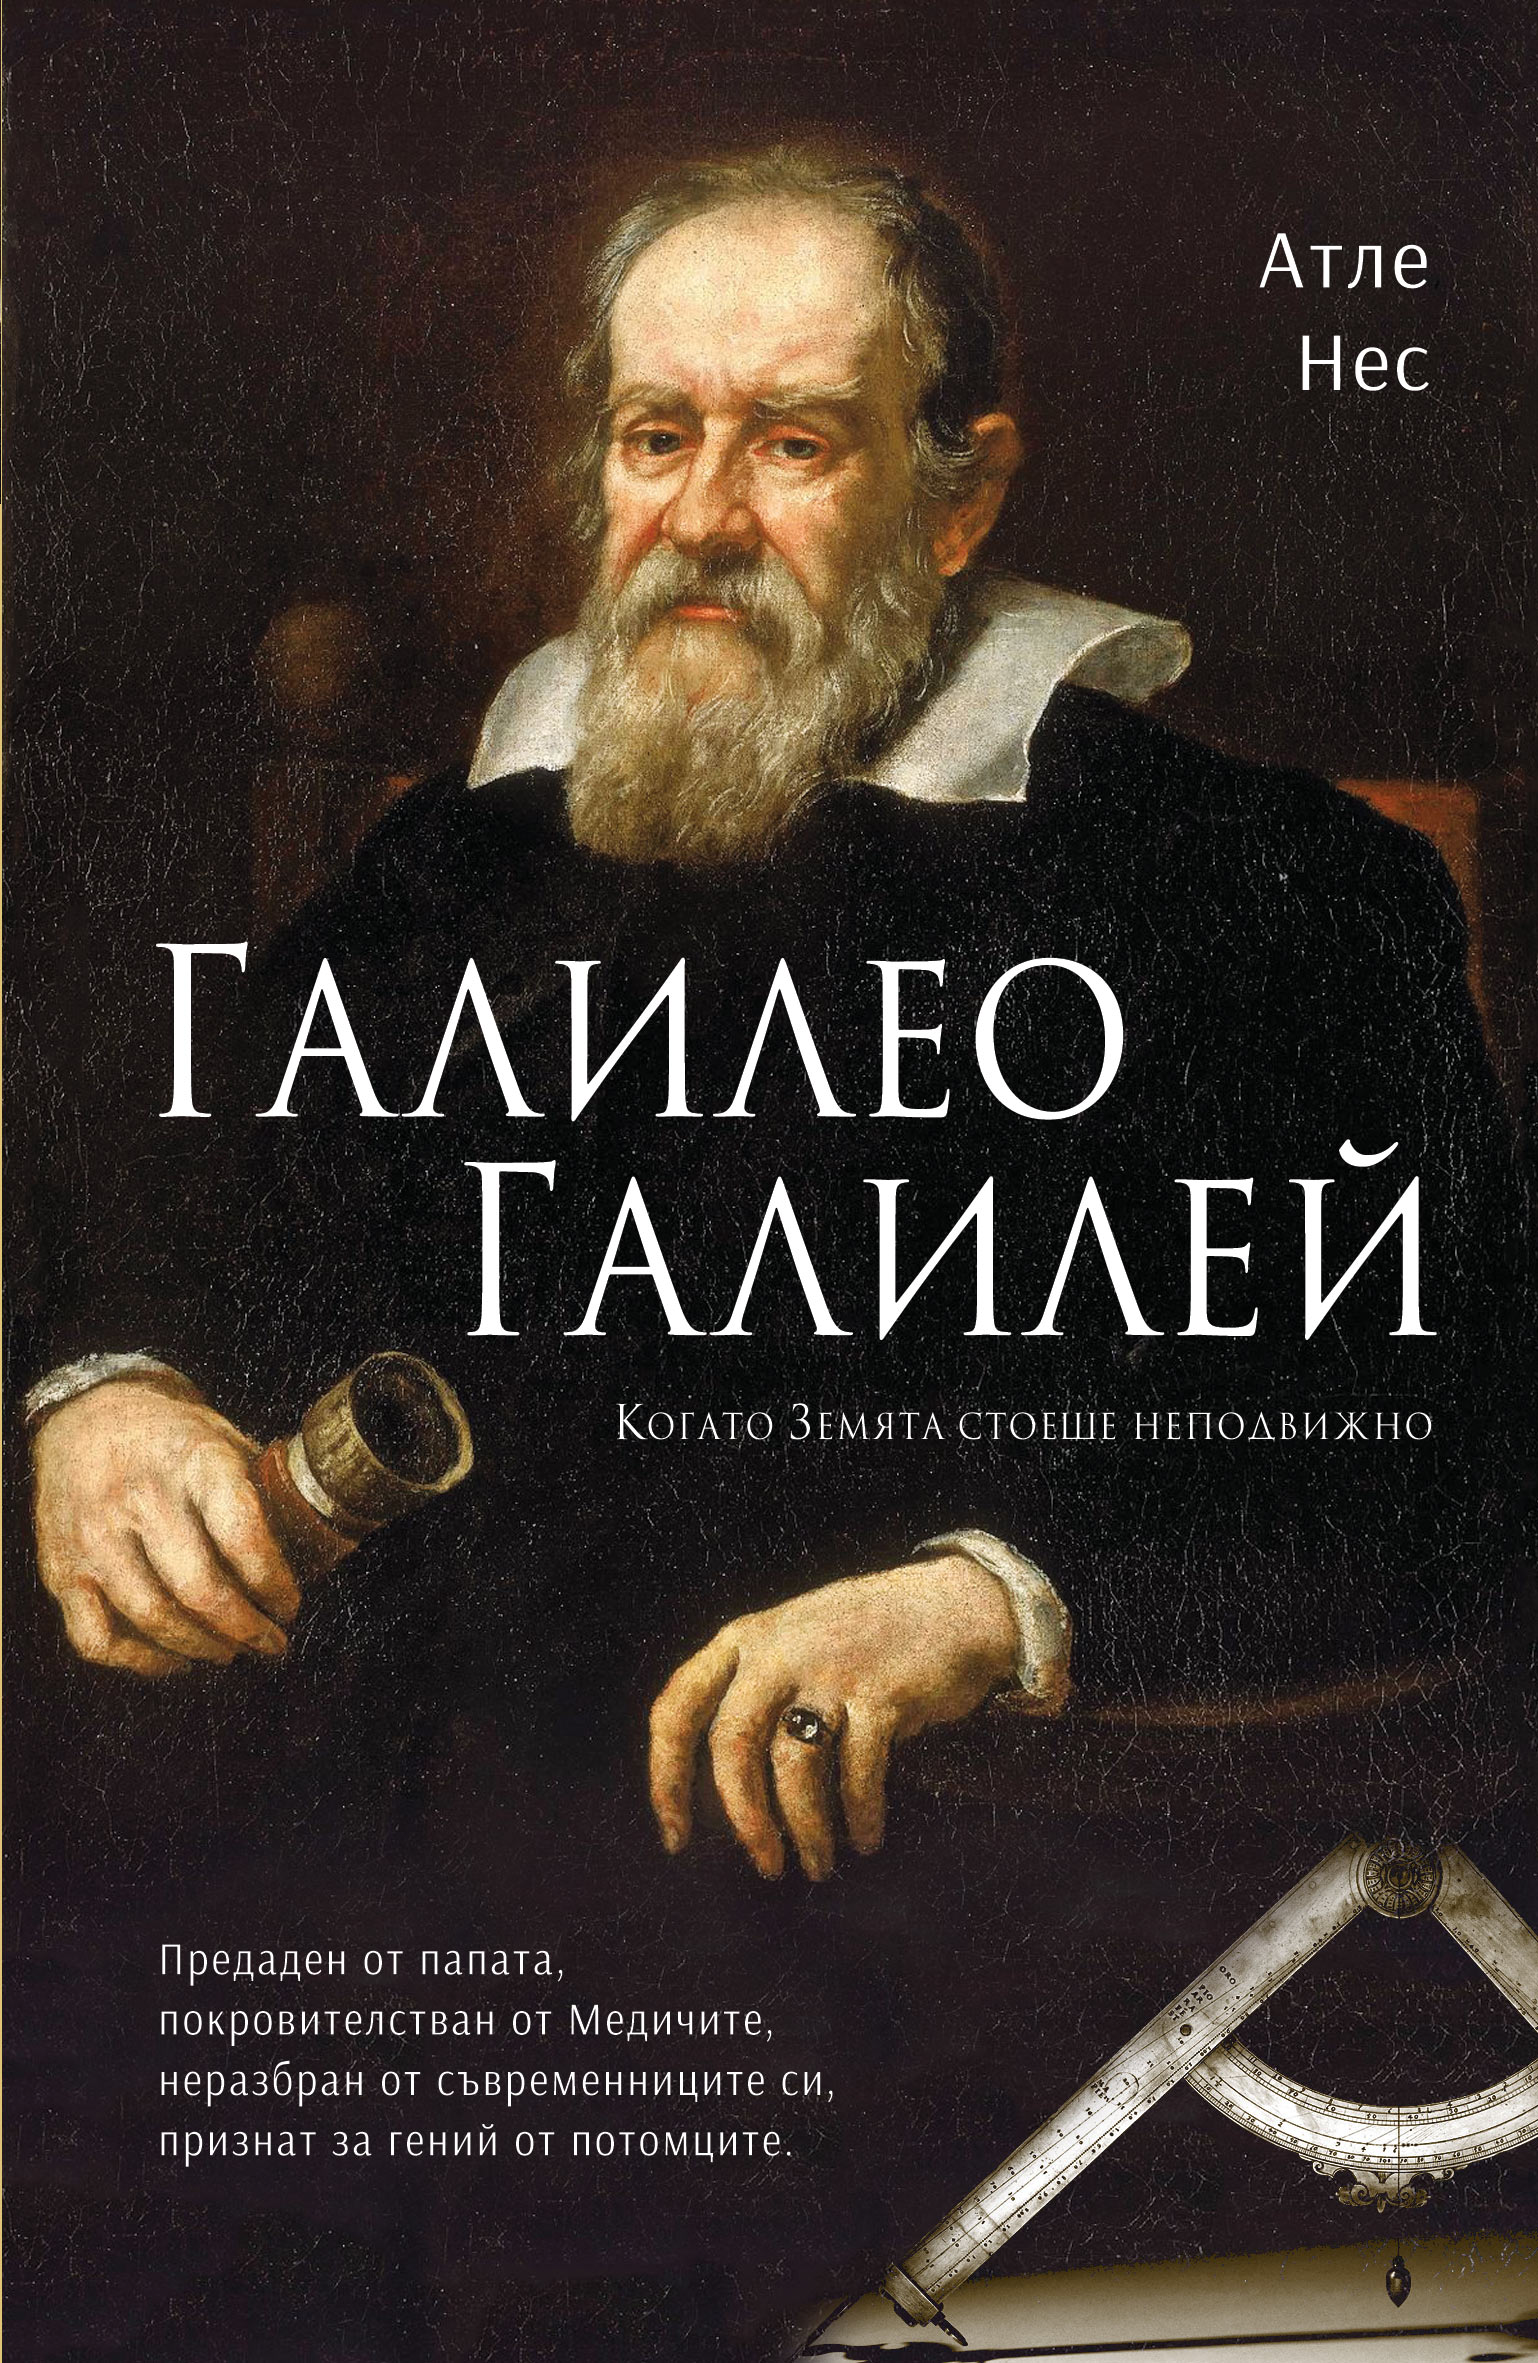 Атле
Нес
ГАЛИЛЕО
ГАЛИЛЕЙ
КОГАТО ЗЕМЯТА СТОЕШЕ НЕПОДВИЖНО
Предаден от папата,
покровителстван от Медичите,
неразбран от съвременниците си,
признат за гений от потомците.